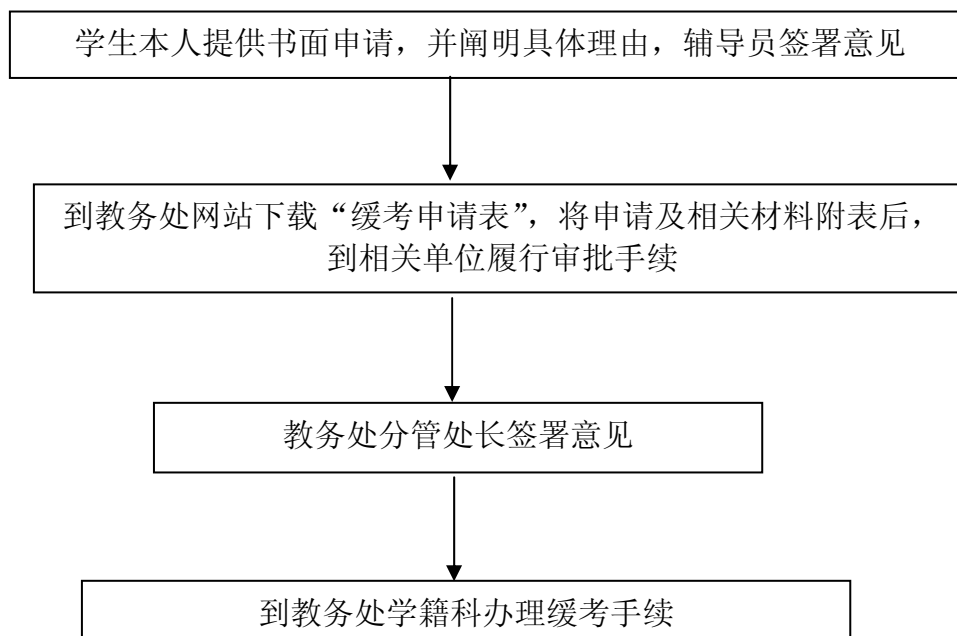 学生本人提供书面申请，并阐明具体理由，辅导员签署意见
到教务处网站下载“缓考申请表”，将申请及相关材料附表后，
到相关单位履行审批手续
教务处分管处长签署意见
到教务处学籍科办理缓考手续